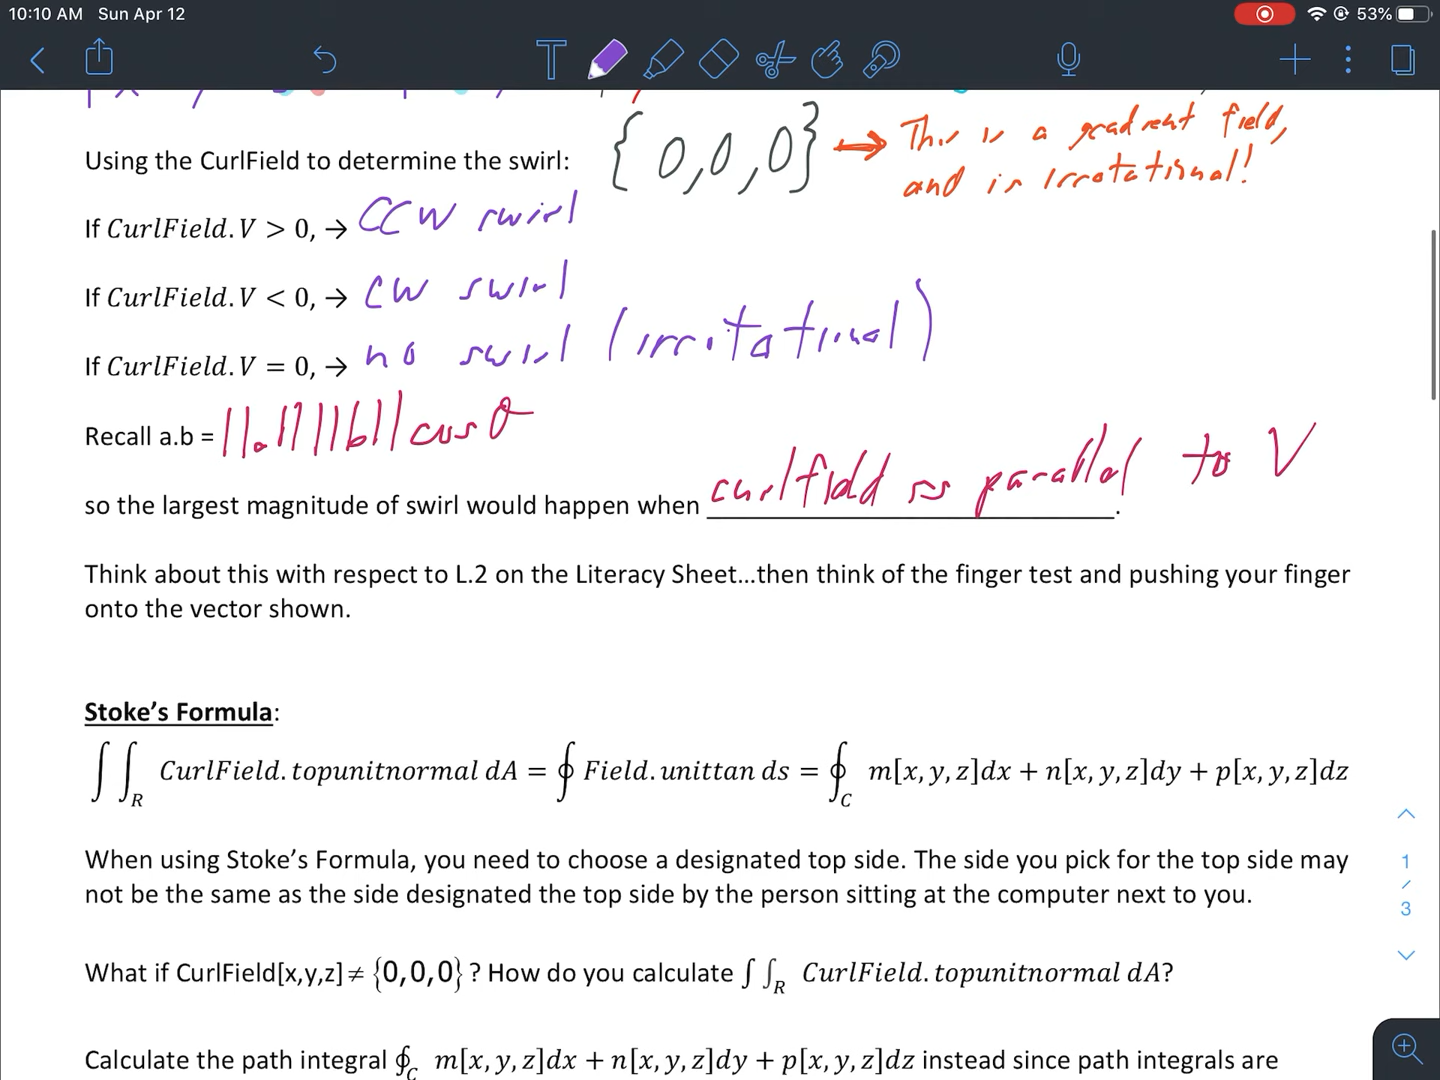 10:10 AM Sun Apr 12
53%
T
{0,0,0} → This is a gradient field,
and is irrotational!
Using the CurlField to determine the swirl:
If CurlField.V > 0, → CCW swirl
If CurlField.V < 0, → CW swirl
If CurlField.V = 0, → no swirl (irrotational)
Recall a.b = ||a|| ||b|| cos θ
so the largest magnitude of swirl would happen when curlfield is parallel to V.
Think about this with respect to L.2 on the Literacy Sheet...then think of the finger test and pushing your finger
onto the vector shown.
Stoke's Formula:
∫∫_R CurlField.topunitnormal dA = ∮ Field.unittan ds = ∮_C m[x,y,z]dx + n[x,y,z]dy + p[x,y,z]dz
When using Stoke's Formula, you need to choose a designated top side. The side you pick for the top side may
not be the same as the side designated the top side by the person sitting at the computer next to you.
What if CurlField[x,y,z] ≠ {0,0,0} ? How do you calculate ∫∫_R CurlField.topunitnormal dA?
Calculate the path integral ∮_C m[x,y,z]dx + n[x,y,z]dy + p[x,y,z]dz instead since path integrals are
1
/
3